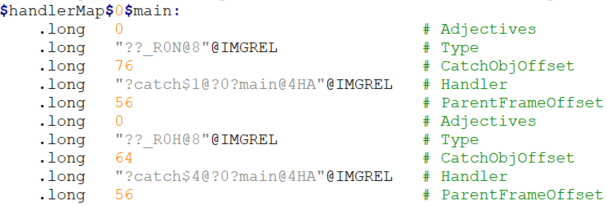 $handlerMap$0$main:
.long 0 # Adjectives
.long "??_R0N@8"@IMGREL # Type
.long 76 # CatchObjOffset
.long "?catch$1@?0?main@4HA"@IMGREL # Handler
.long 56 # ParentFrameOffset
.long 0 # Adjectives
.long "??_R0H@8"@IMGREL # Type
.long 64 # CatchObjOffset
.long "?catch$4@?0?main@4HA"@IMGREL # Handler
.long 56 # ParentFrameOffset